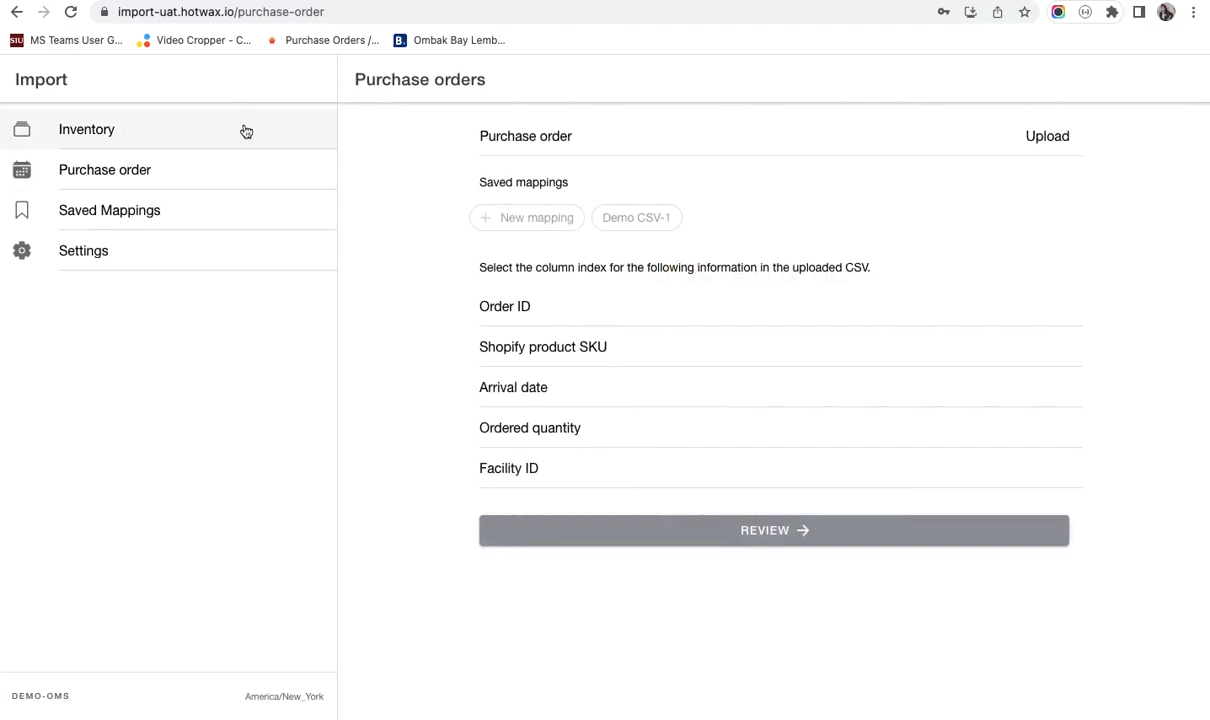 import-uat.hotwax.io/purchase-order
SIU MS Teams User G... Video Cropper - C... Purchase Orders /... B. Ombak Bay Lemb...
Import
Purchase orders
Inventory
Purchase order
Saved Mappings
Settings
Purchase order Upload
Saved mappings
+ New mapping Demo CSV-1
Select the column index for the following information in the uploaded CSV.
Order ID
Shopify product SKU
Arrival date
Ordered quantity
Facility ID
REVIEW →
DEMO-OMS America/New_York